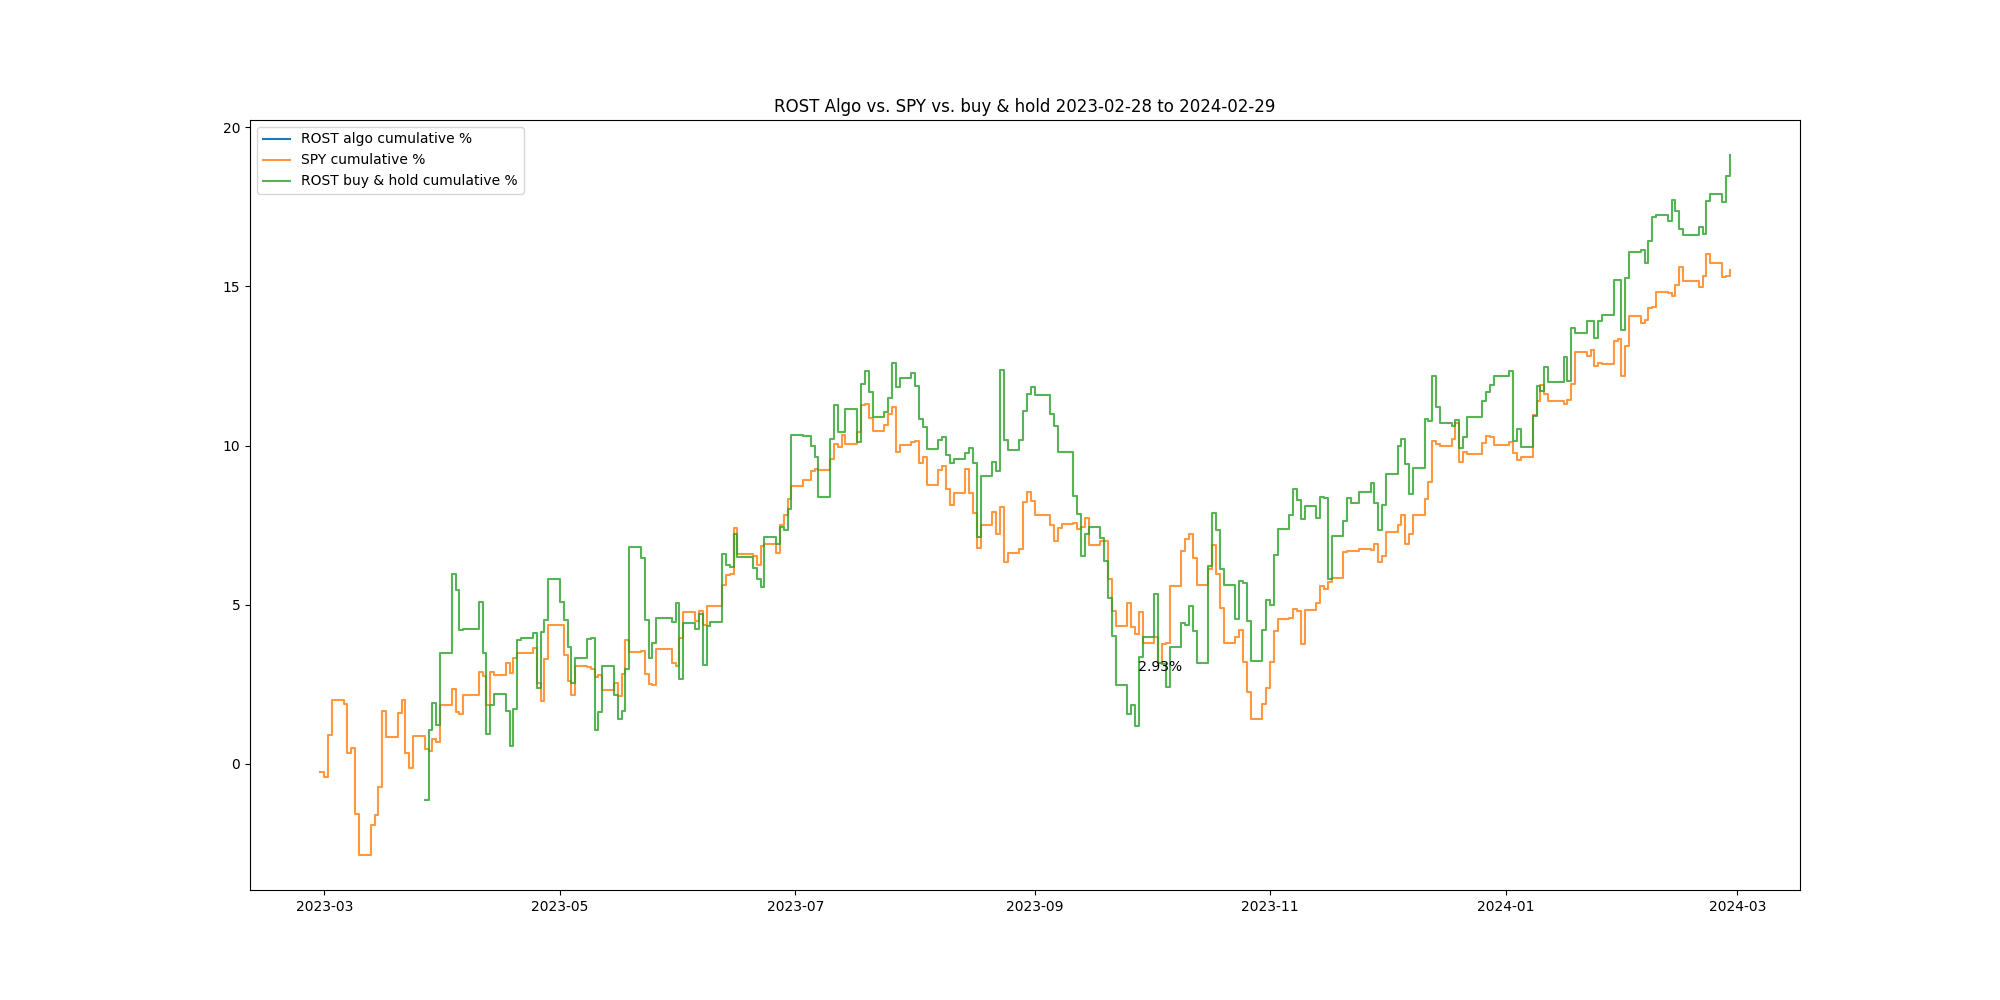 ROST Algo vs. SPY vs. buy & hold 2023-02-28 to 2024-02-29
ROST algo cumulative %
SPY cumulative %
ROST buy & hold cumulative %
20
15
10
5
0
2.93%
2023-03 2023-05 2023-07 2023-09 2023-11 2024-01 2024-03